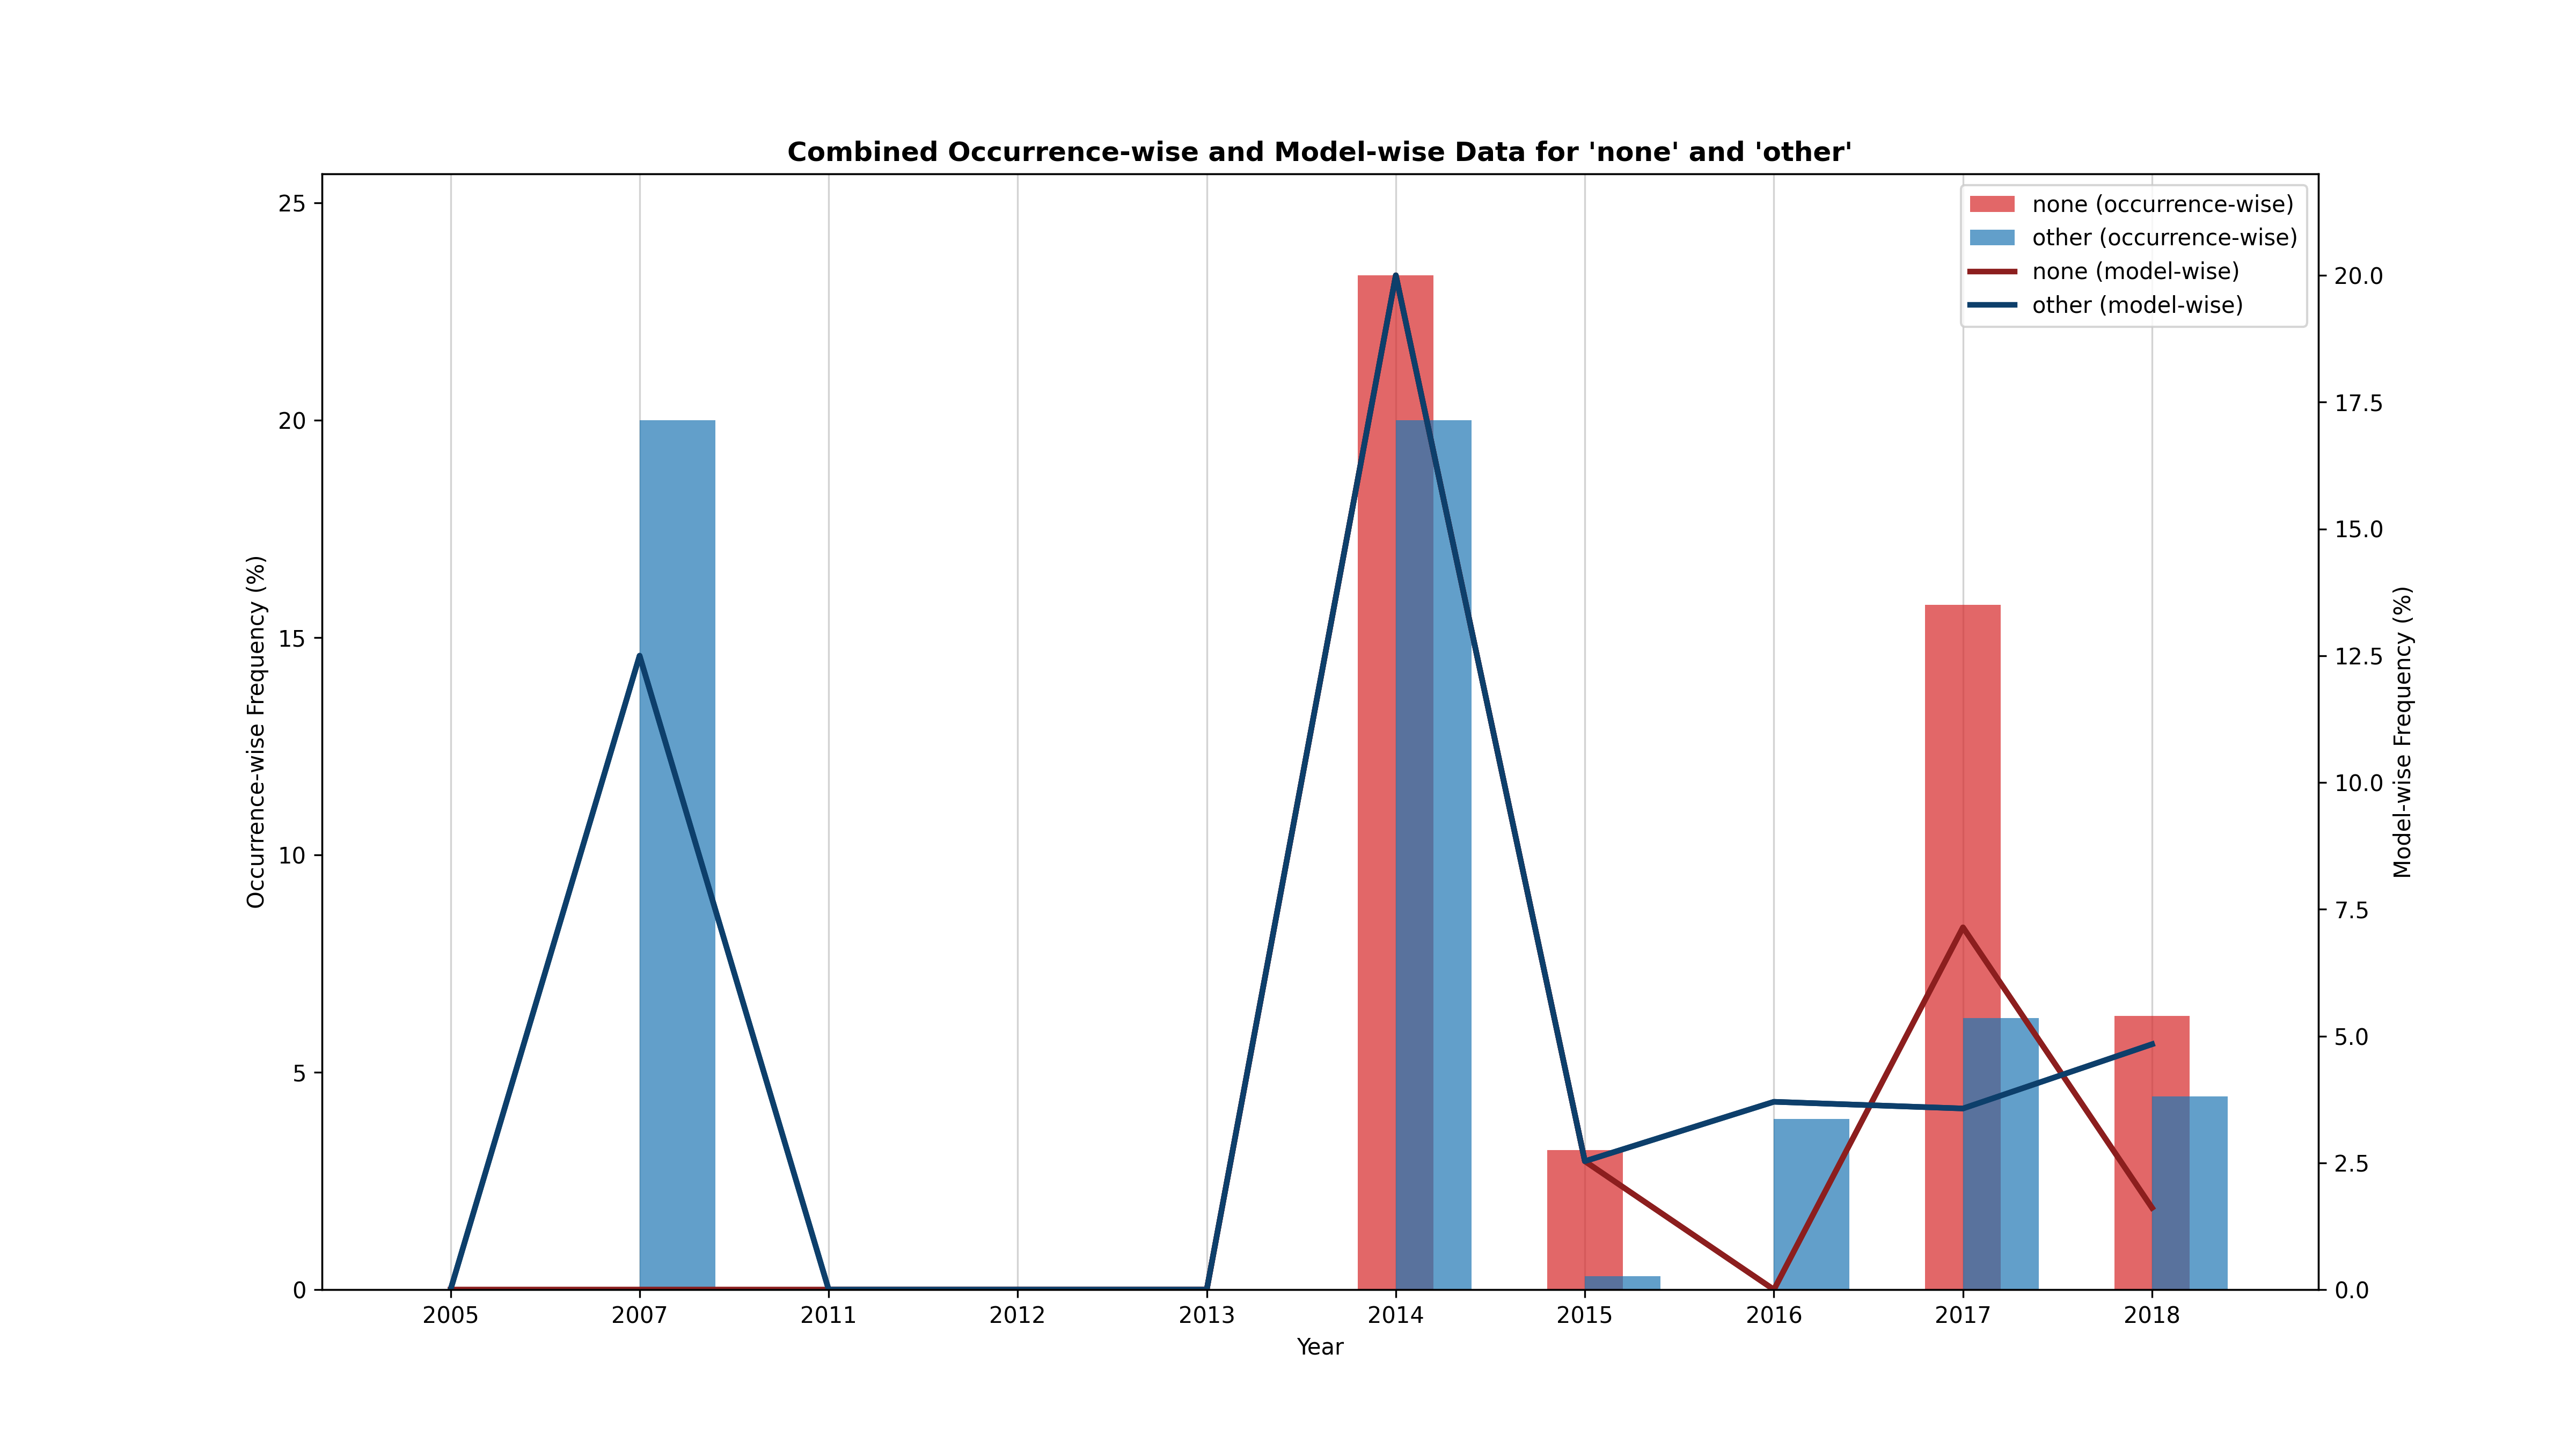 Combined Occurrence-wise and Model-wise Data for 'none' and 'other'
none (occurrence-wise)
other (occurrence-wise)
none (model-wise)
other (model-wise)
Occurrence-wise Frequency (%)
25
20
15
10
5
0
Model-wise Frequency (%)
20.0
17.5
15.0
12.5
10.0
7.5
5.0
2.5
0.0
2005 2007 2011 2012 2013 2014 2015 2016 2017 2018
Year